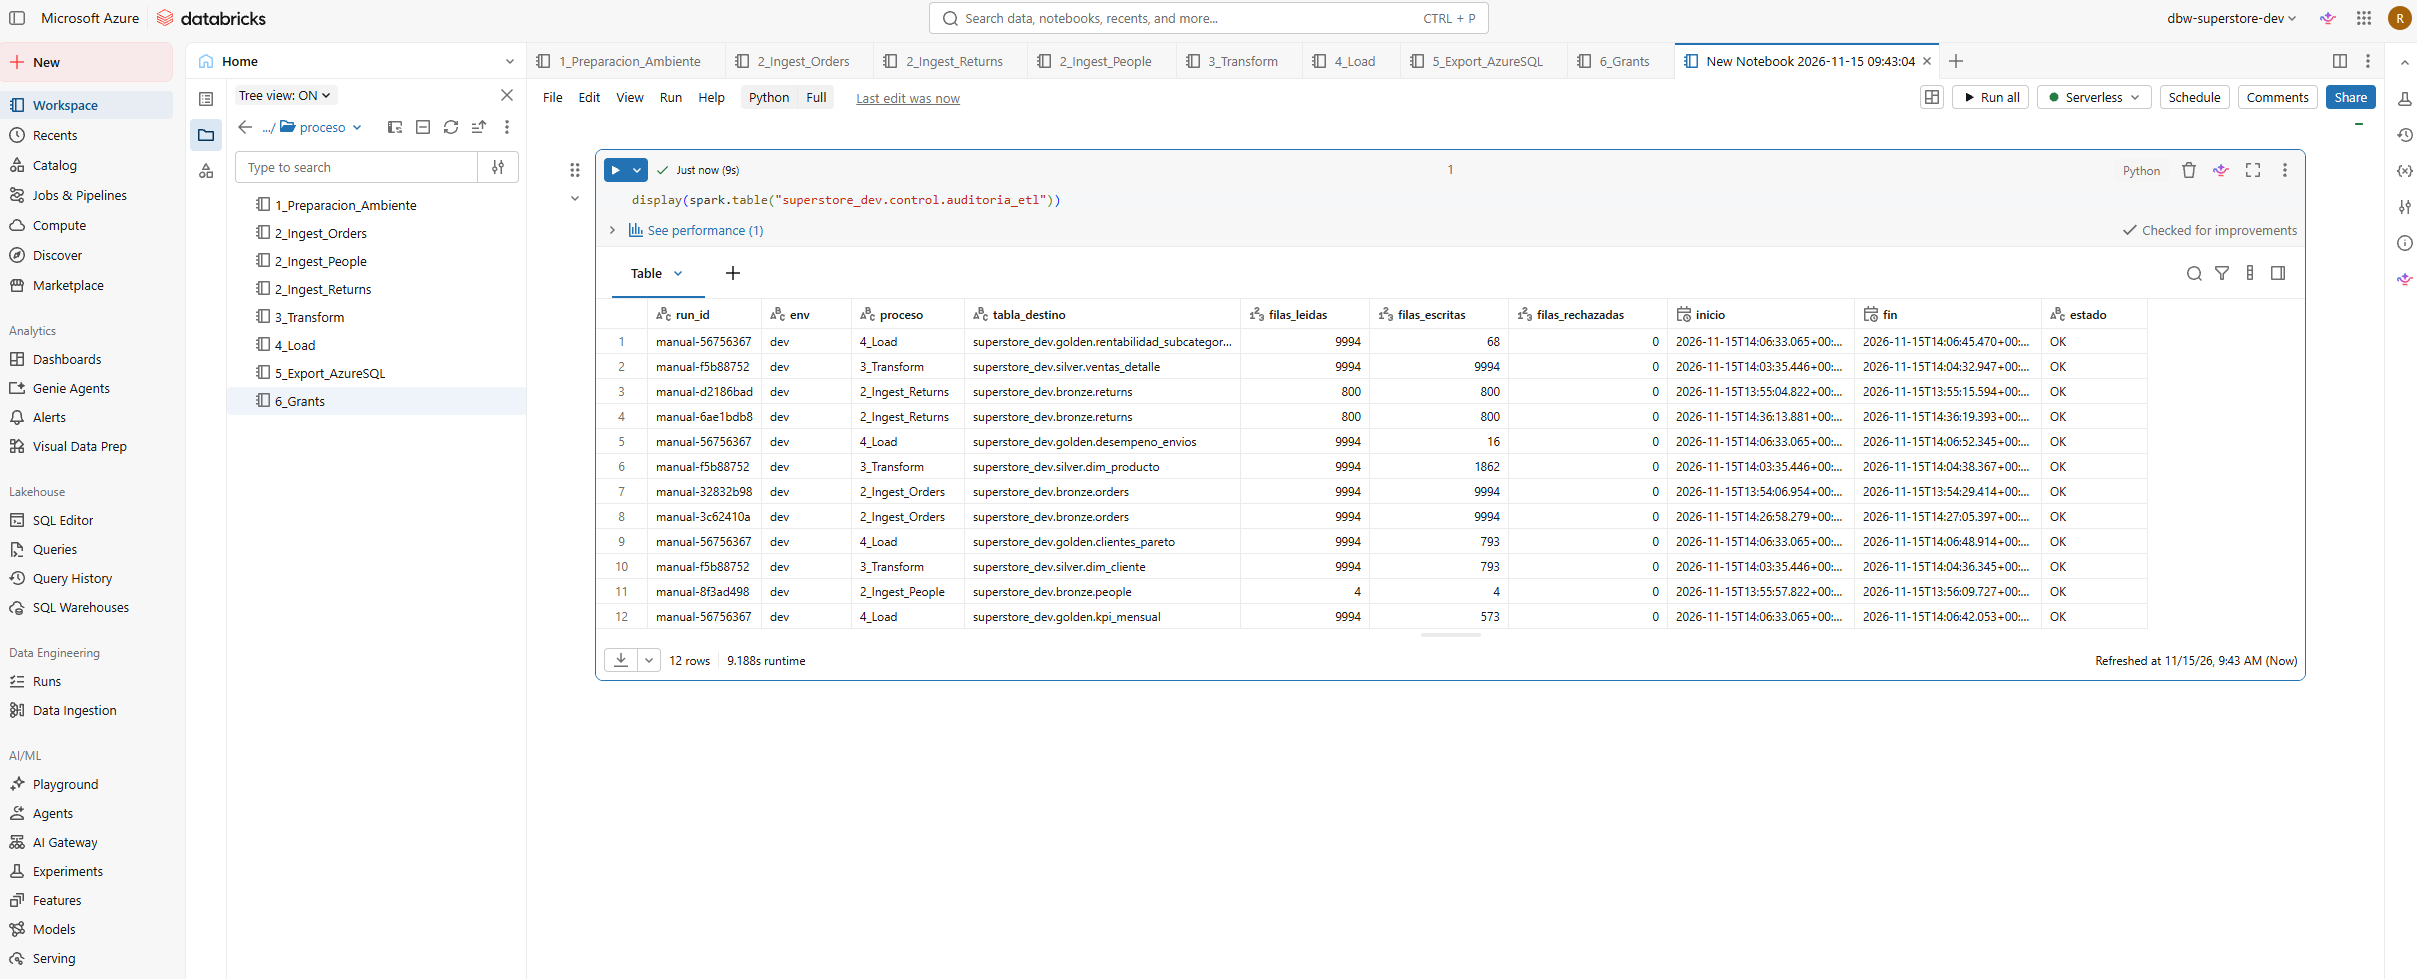 Microsoft Azure databricks
Search data, notebooks, recents, and more... CTRL + P
dbw-superstore-dev
R
New
Workspace
Recents
Catalog
Jobs & Pipelines
Compute
Discover
Marketplace
Analytics
Dashboards
Genie Agents
Alerts
Visual Data Prep
Lakehouse
SQL Editor
Queries
Query History
SQL Warehouses
Data Engineering
Runs
Data Ingestion
AI/ML
Playground
Agents
AI Gateway
Experiments
Features
Models
Serving
Home
Tree view: ON
.../ proceso
Type to search
1_Preparacion_Ambiente
2_Ingest_Orders
2_Ingest_People
2_Ingest_Returns
3_Transform
4_Load
5_Export_AzureSQL
6_Grants
1_Preparacion_Ambiente 2_Ingest_Orders 2_Ingest_Returns 2_Ingest_People 3_Transform 4_Load 5_Export_AzureSQL 6_Grants New Notebook 2026-11-15 09:43:04
File Edit View Run Help Python Full Last edit was now
Run all Serverless Schedule Comments Share
Just now (9s) 1 Python
display(spark.table("superstore_dev.control.auditoria_etl"))
See performance (1) Checked for improvements
Table
run_id env proceso tabla_destino filas_leidas filas_escritas filas_rechazadas inicio fin estado
1 manual-56756367 dev 4_Load superstore_dev.golden.rentabilidad_subcategor... 9994 68 0 2026-11-15T14:06:33.065+00:... 2026-11-15T14:06:45.470+00:... OK
2 manual-f5b88752 dev 3_Transform superstore_dev.silver.ventas_detalle 9994 9994 0 2026-11-15T14:03:35.446+00:... 2026-11-15T14:04:32.947+00:... OK
3 manual-d2186bad dev 2_Ingest_Returns superstore_dev.bronze.returns 800 800 0 2026-11-15T13:55:04.822+00:... 2026-11-15T13:55:15.594+00:... OK
4 manual-6ae1bdb8 dev 2_Ingest_Returns superstore_dev.bronze.returns 800 800 0 2026-11-15T14:36:13.881+00:... 2026-11-15T14:36:19.393+00:... OK
5 manual-56756367 dev 4_Load superstore_dev.golden.desempeno_envios 9994 16 0 2026-11-15T14:06:33.065+00:... 2026-11-15T14:06:52.345+00:... OK
6 manual-f5b88752 dev 3_Transform superstore_dev.silver.dim_producto 9994 1862 0 2026-11-15T14:03:35.446+00:... 2026-11-15T14:04:38.367+00:... OK
7 manual-32832b98 dev 2_Ingest_Orders superstore_dev.bronze.orders 9994 9994 0 2026-11-15T13:54:06.954+00:... 2026-11-15T13:54:29.414+00:... OK
8 manual-3c62410a dev 2_Ingest_Orders superstore_dev.bronze.orders 9994 9994 0 2026-11-15T14:26:58.279+00:... 2026-11-15T14:27:05.397+00:... OK
9 manual-56756367 dev 4_Load superstore_dev.golden.clientes_pareto 9994 793 0 2026-11-15T14:06:33.065+00:... 2026-11-15T14:06:48.914+00:... OK
10 manual-f5b88752 dev 3_Transform superstore_dev.silver.dim_cliente 9994 793 0 2026-11-15T14:03:35.446+00:... 2026-11-15T14:04:36.345+00:... OK
11 manual-8f3ad498 dev 2_Ingest_People superstore_dev.bronze.people 4 4 0 2026-11-15T13:55:57.822+00:... 2026-11-15T13:56:09.727+00:... OK
12 manual-56756367 dev 4_Load superstore_dev.golden.kpi_mensual 9994 573 0 2026-11-15T14:06:33.065+00:... 2026-11-15T14:06:42.053+00:... OK
12 rows 9.188s runtime Refreshed at 11/15/26, 9:43 AM (Now)